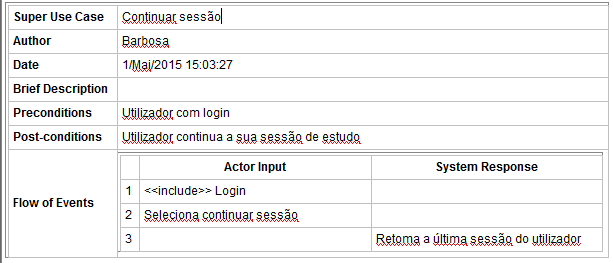 Super Use Case Continuar sessão
Author Barbosa
Date 1/Mai/2015 15:03:27
Brief Description
Preconditions Utilizador com login
Post-conditions Utilizador continua a sua sessão de estudo
Flow of Events
Actor Input System Response
1 <<include>> Login
2 Seleciona continuar sessão
3 Retoma a última sessão do utilizador